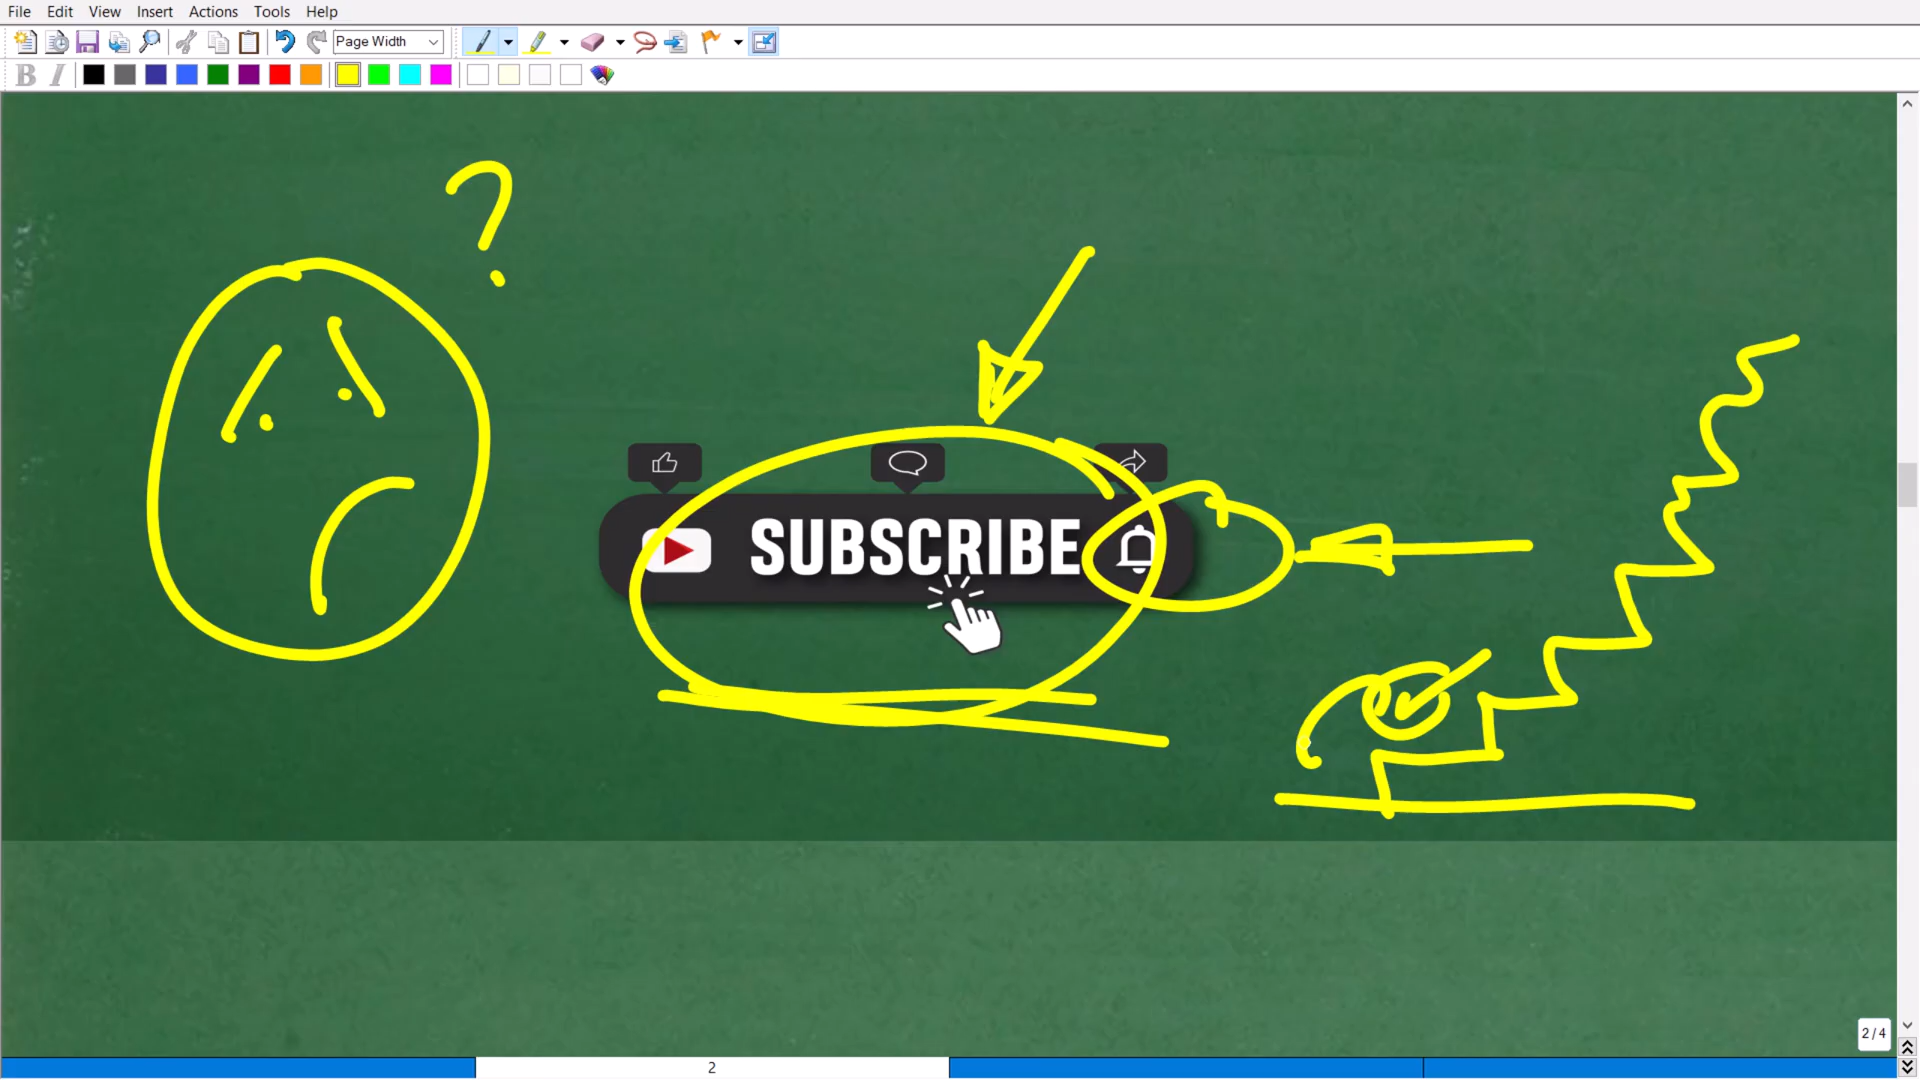 File Edit View Insert Actions Tools Help
Page Width
B I
?
SUBSCRIBE
2 / 4
2